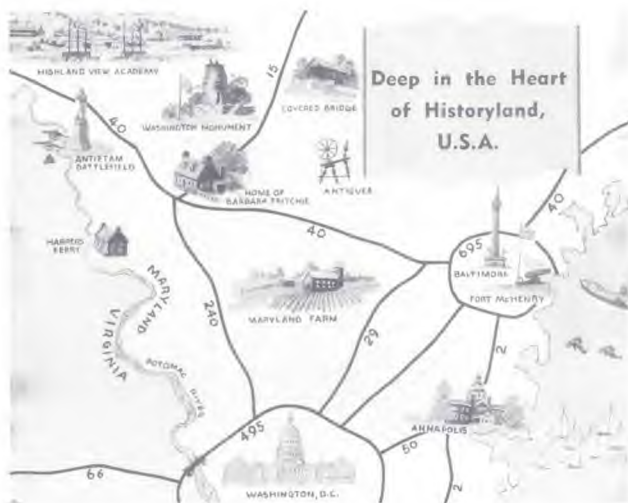 HIGHLAND VIEW ACADEMY
15
Deep in the Heart
of Historyland,
U.S.A.
COVERED BRIDGE
WASHINGTON MONUMENT
40
ANTIETAM
BATTLEFIELD
HOME OF
BARBARA FRITCHIE
ANTIQUES
40
HARPERS
FERRY
40
695
BALTIMORE
FORT McHENRY
MARYLAND
VIRGINIA
240
MARYLAND FARM
29
2
POTOMAC RIVER
495
ANNAPOLIS
50
66
WASHINGTON, D.C.
2